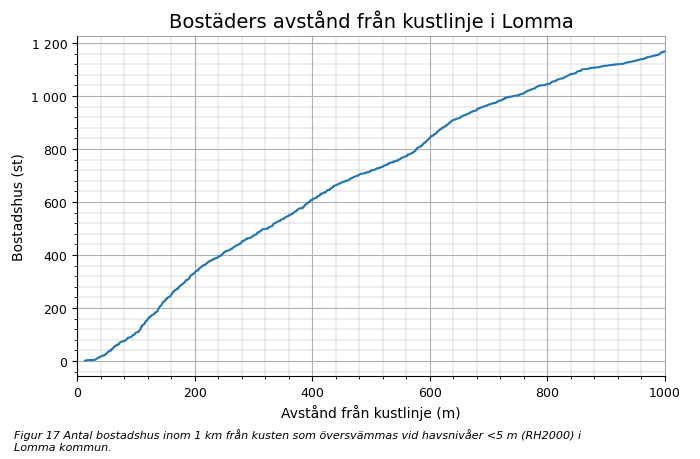 Bostäders avstånd från kustlinje i Lomma
1 200
1 000
800
600
400
200
0
Bostadshus (st)
0 200 400 600 800 1000
Avstånd från kustlinje (m)
Figur 17 Antal bostadshus inom 1 km från kusten som översvämmas vid havsnivåer <5 m (RH2000) i
Lomma kommun.